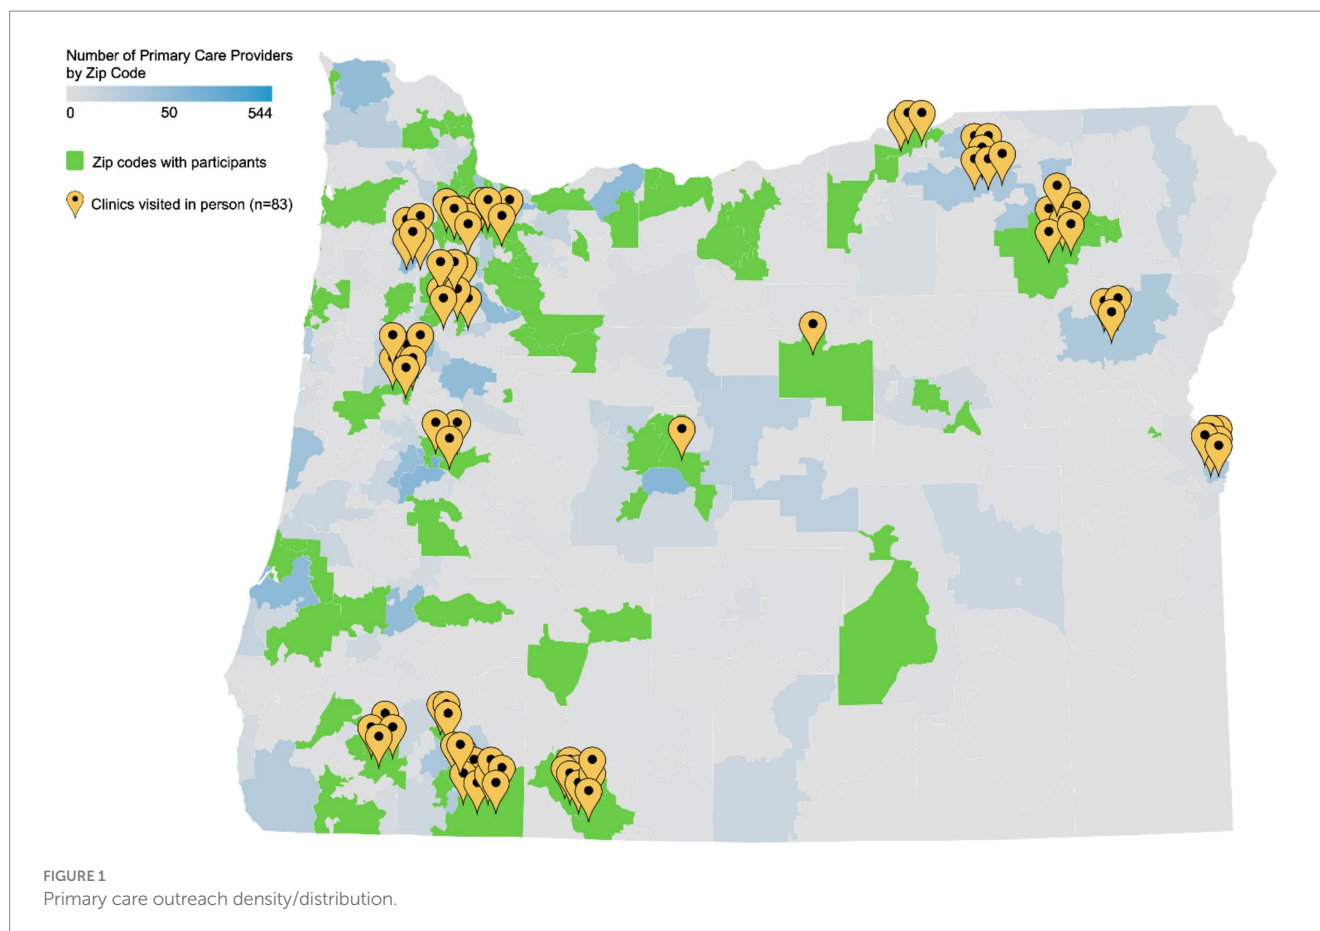 Number of Primary Care Providers
by Zip Code
0 50 544
Zip codes with participants
Clinics visited in person (n=83)
FIGURE 1
Primary care outreach density/distribution.